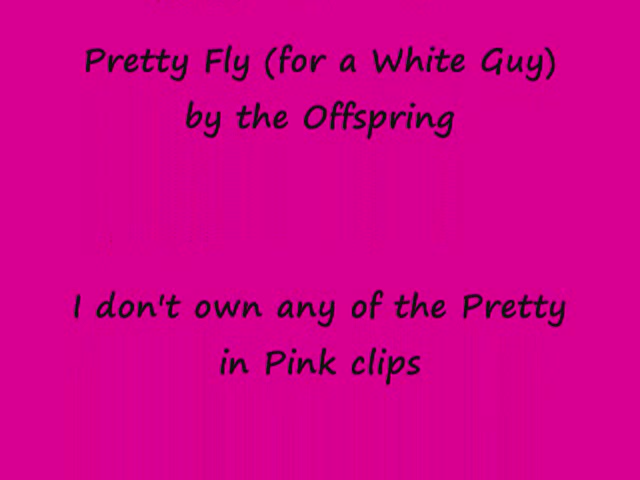 Pretty Fly (for a White Guy)
by the Offspring
I don't own any of the Pretty
in Pink clips